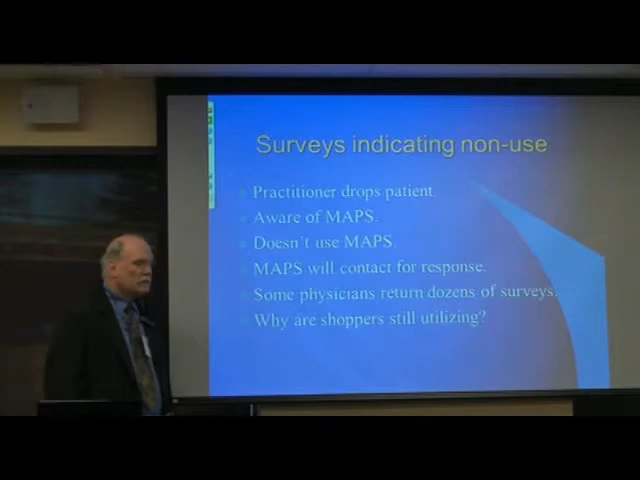 Surveys indicating non-use
Practitioner drops patient.
Aware of MAPS.
Doesn't use MAPS.
MAPS will contact for response.
Some physicians return dozens of surveys.
Why are shoppers still utilizing?